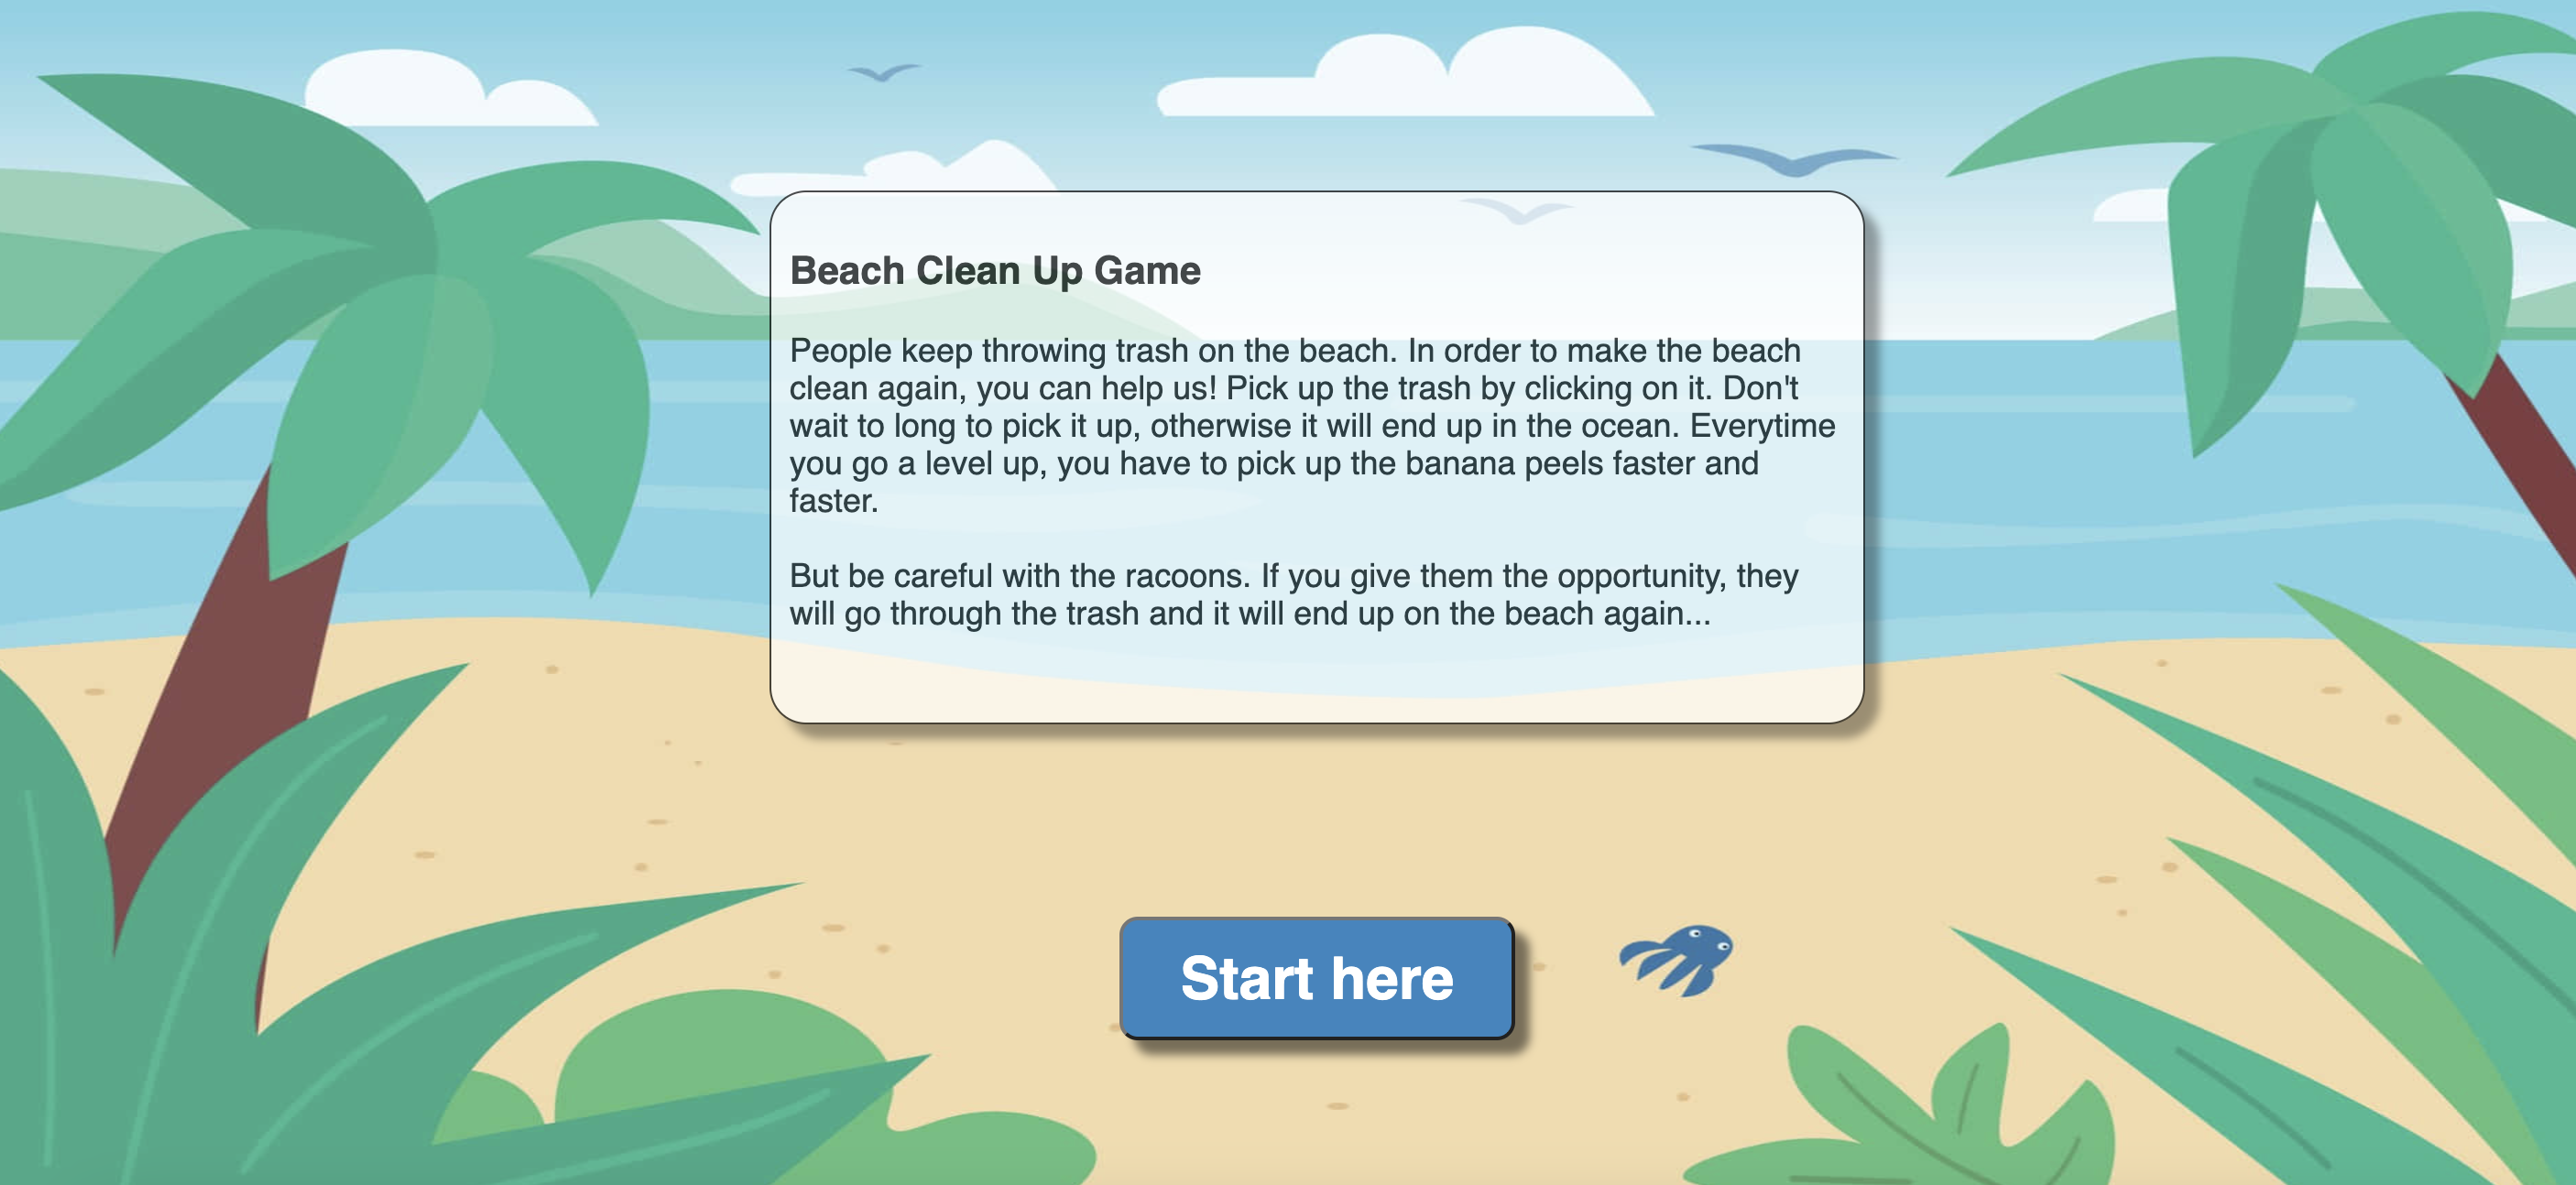 Beach Clean Up Game
People keep throwing trash on the beach. In order to make the beach
clean again, you can help us! Pick up the trash by clicking on it. Don't
wait to long to pick it up, otherwise it will end up in the ocean. Everytime
you go a level up, you have to pick up the banana peels faster and
faster.
But be careful with the racoons. If you give them the opportunity, they
will go through the trash and it will end up on the beach again...
Start here